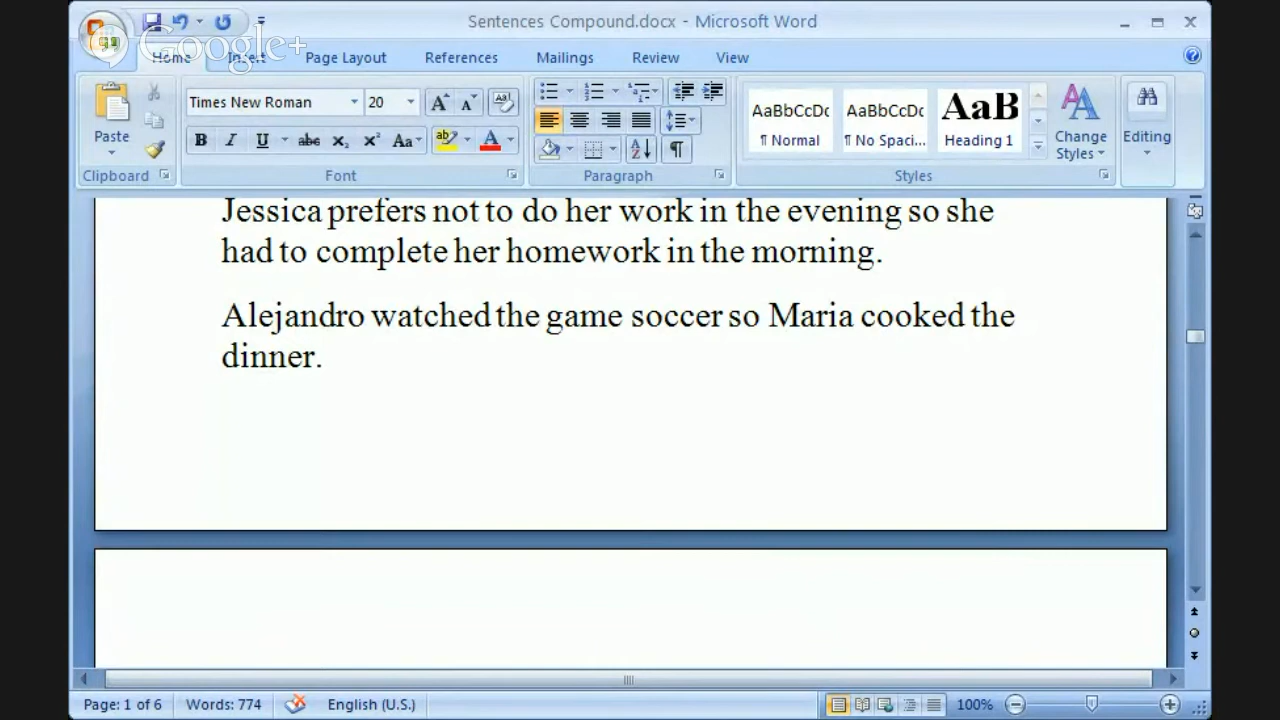 Sentences Compound.docx - Microsoft Word
Google+
Home Insert Page Layout References Mailings Review View
Times New Roman 20
Paste
AaBbCcDc AaBbCcDc AaB
¶ Normal ¶ No Spaci... Heading 1
Change Styles
Editing
Clipboard Font Paragraph Styles
Jessica prefers not to do her work in the evening so she
had to complete her homework in the morning.
Alejandro watched the game soccer so Maria cooked the
dinner.
Page: 1 of 6 Words: 774 English (U.S.) 100%